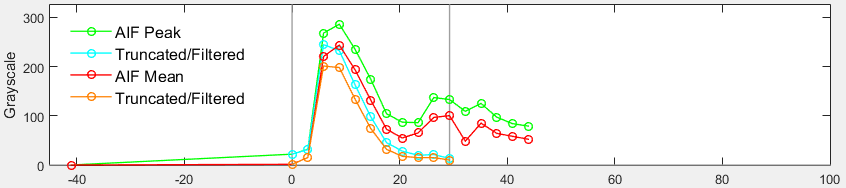 300
200
100
0
Grayscale
AIF Peak
Truncated/Filtered
AIF Mean
Truncated/Filtered
-40 -20 0 20 40 60 80 100